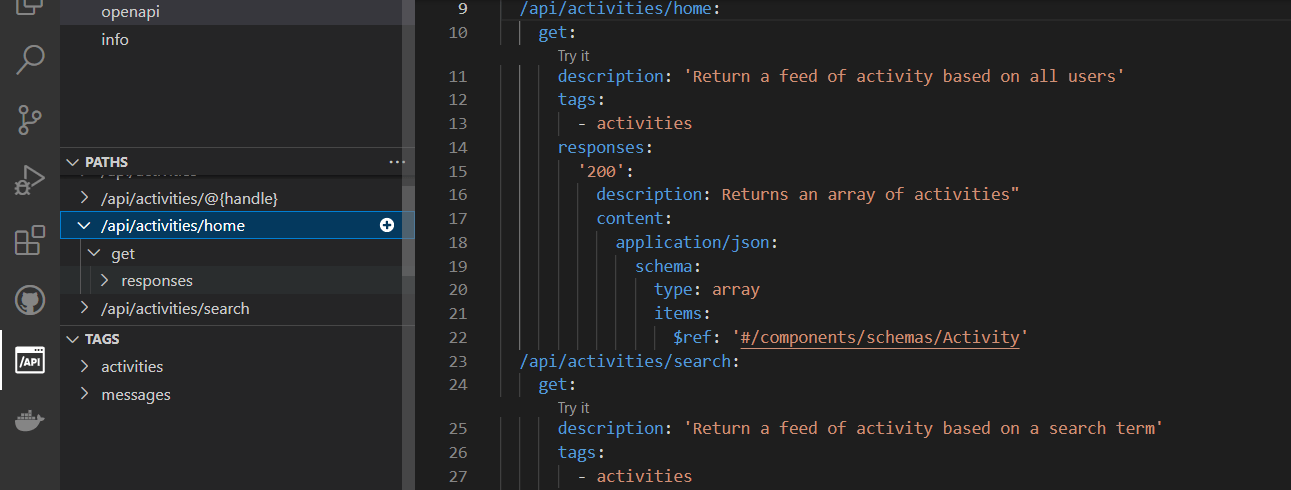 openapi
info
PATHS
/api/activities/@{handle}
/api/activities/home
get
responses
/api/activities/search
TAGS
activities
messages
/API
9 /api/activities/home:
10 get:
Try it
11 description: 'Return a feed of activity based on all users'
12 tags:
13 - activities
14 responses:
15 '200':
16 description: Returns an array of activities"
17 content:
18 application/json:
19 schema:
20 type: array
21 items:
22 $ref: '#/components/schemas/Activity'
23 /api/activities/search:
24 get:
Try it
25 description: 'Return a feed of activity based on a search term'
26 tags:
27 - activities